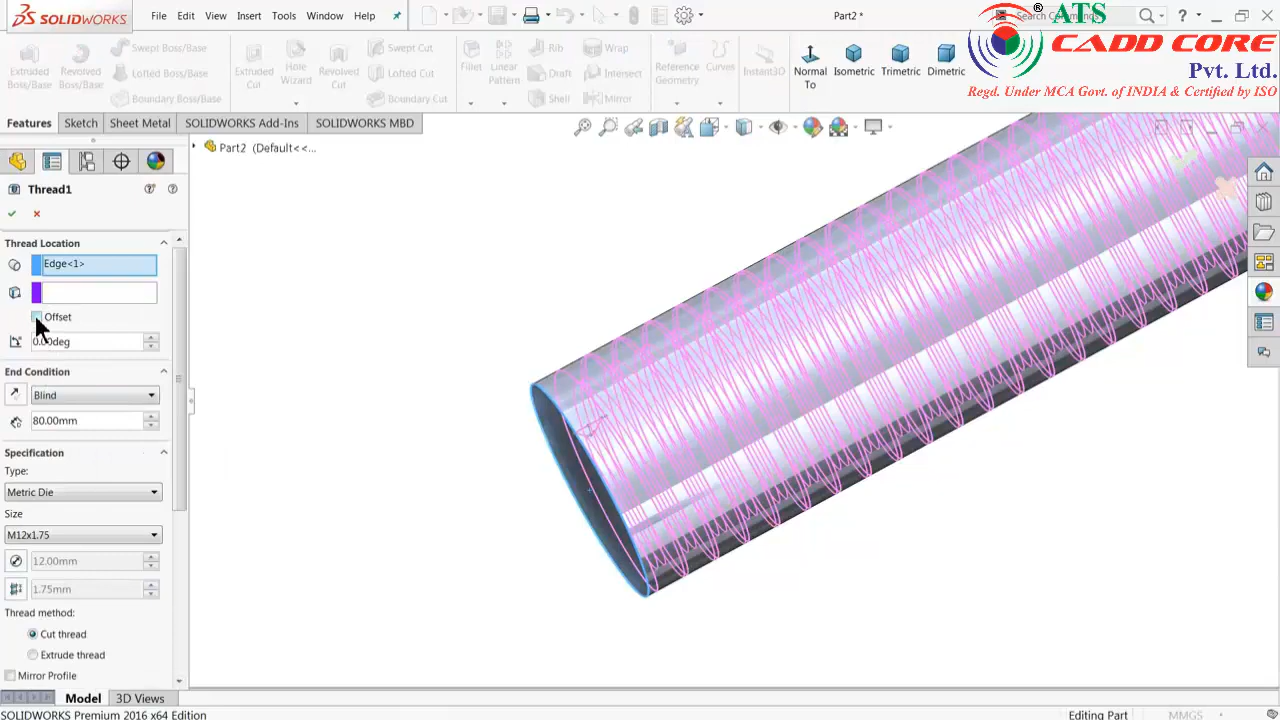 SOLIDWORKS
File Edit View Insert Tools Window Help
Part2 *
Search Commands
?
® ATS
CADD CORE
Pvt. Ltd.
Regd. Under MCA Govt. of INDIA & Certified by ISO
Extruded Boss/Base
Revolved Boss/Base
Swept Boss/Base
Lofted Boss/Base
Boundary Boss/Base
Extruded Cut
Hole Wizard
Revolved Cut
Swept Cut
Lofted Cut
Boundary Cut
Fillet
Linear Pattern
Rib
Draft
Shell
Wrap
Intersect
Mirror
Reference Geometry
Curves
Instant3D
Normal To
Isometric
Trimetric
Dimetric
Features Sketch Sheet Metal SOLIDWORKS Add-Ins SOLIDWORKS MBD
Part2 (Default<<...
Thread1
Thread Location
Edge<1>
Offset
0.00deg
End Condition
Blind
80.00mm
Specification
Type:
Metric Die
Size
M12x1.75
12.00mm
1.75mm
Thread method:
Cut thread
Extrude thread
Mirror Profile
Model 3D Views
SOLIDWORKS Premium 2016 x64 Edition
Editing Part
MMGS